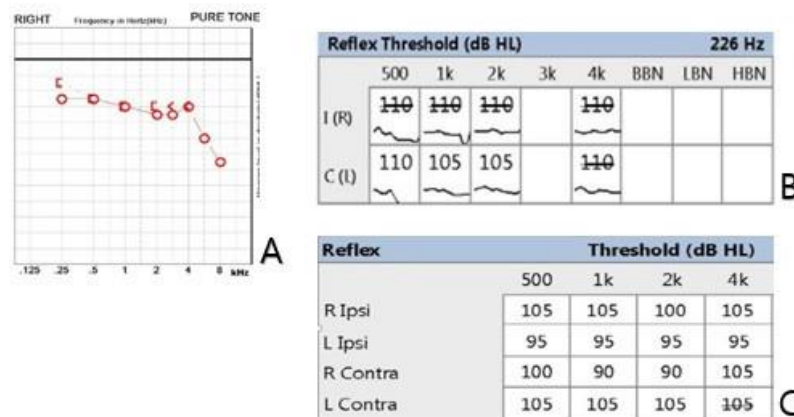 RIGHT Frequency in Hertz(kHz) PURE TONE
.125 .25 .5 1 2 4 8 kHz
A
Reflex Threshold (dB HL) 226 Hz
500 1k 2k 3k 4k BBN LBN HBN
I (R) 110 110 110 110
C (L) 110 105 105 110
B
Reflex Threshold (dB HL)
500 1k 2k 4k
R Ipsi 105 105 100 105
L Ipsi 95 95 95 95
R Contra 100 90 90 105
L Contra 105 105 105 105
C